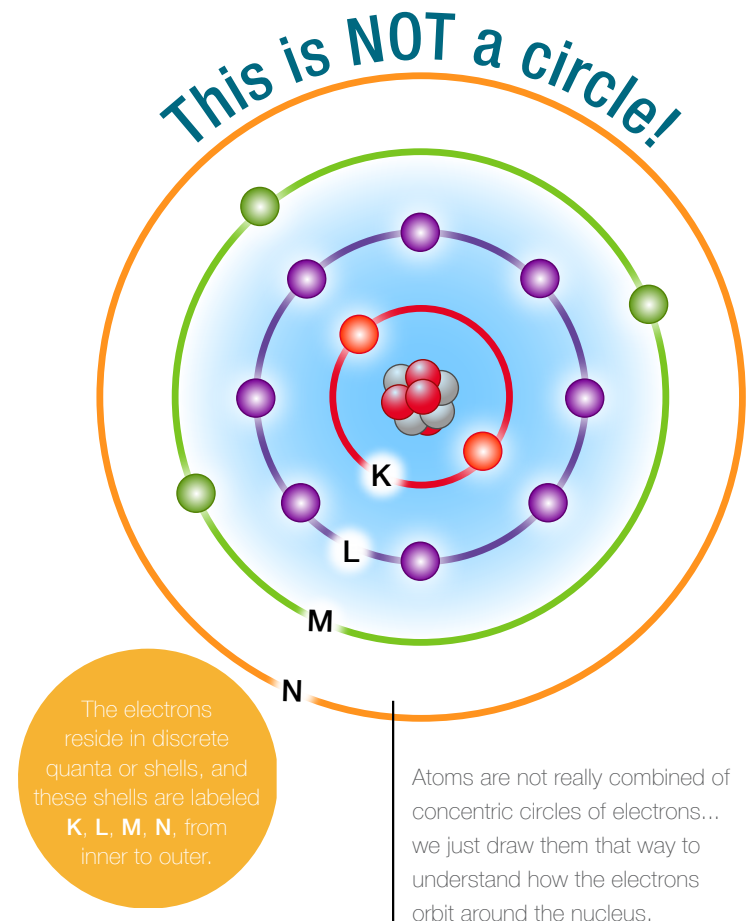 This is NOT a circle!
K
L
M
N
The electrons
reside in discrete
quanta or shells, and
these shells are labeled
K, L, M, N, from
inner to outer.
Atoms are not really combined of
concentric circles of electrons...
we just draw them that way to
understand how the electrons
orbit around the nucleus.